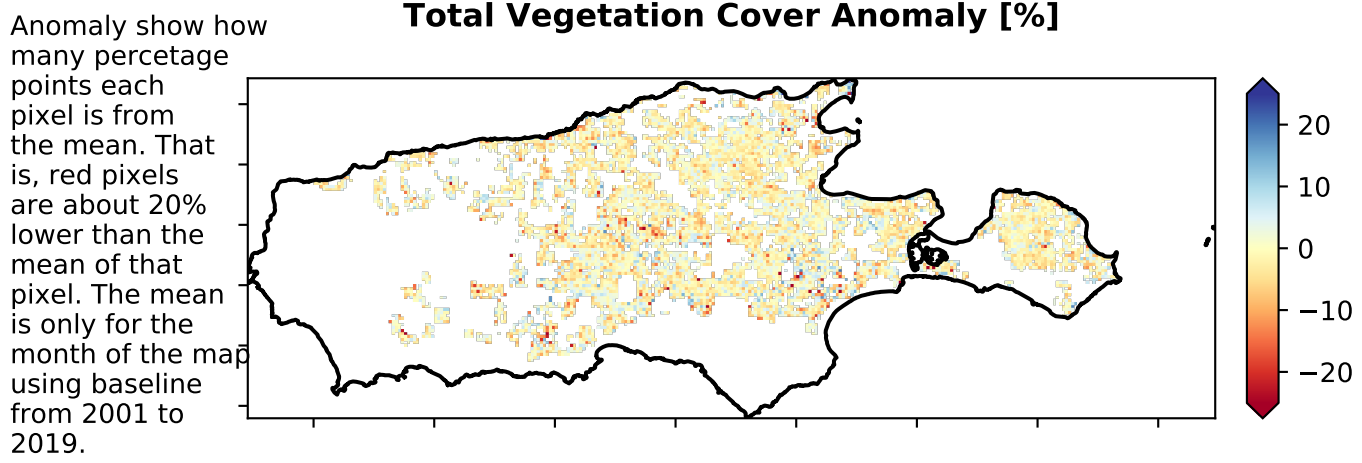 Total Vegetation Cover Anomaly [%]
Anomaly show how
many percetage
points each
pixel is from
the mean. That
is, red pixels
are about 20%
lower than the
mean of that
pixel. The mean
is only for the
month of the map
using baseline
from 2001 to
2019.
20
10
0
−10
−20